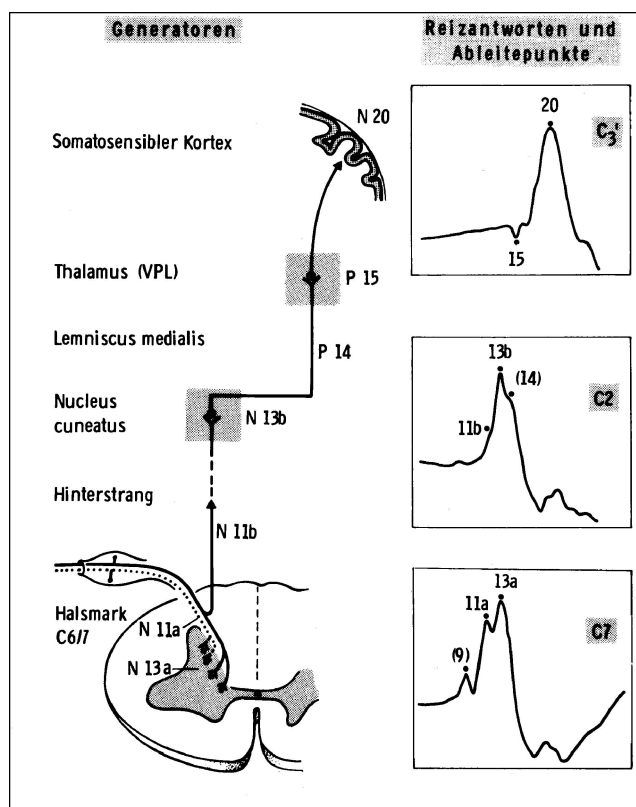 Generatoren
Somatosensibler Kortex
N 20
Thalamus (VPL)
P 15
Lemniscus medialis
P 14
Nucleus
cuneatus
N 13b
Hinterstrang
N 11b
Halsmark
C6/7
N 11a
N 13a
Reizantworten und
Ableitepunkte
20
C3'
15
13b
(14)
C2
11b
13a
11a
C7
(9)